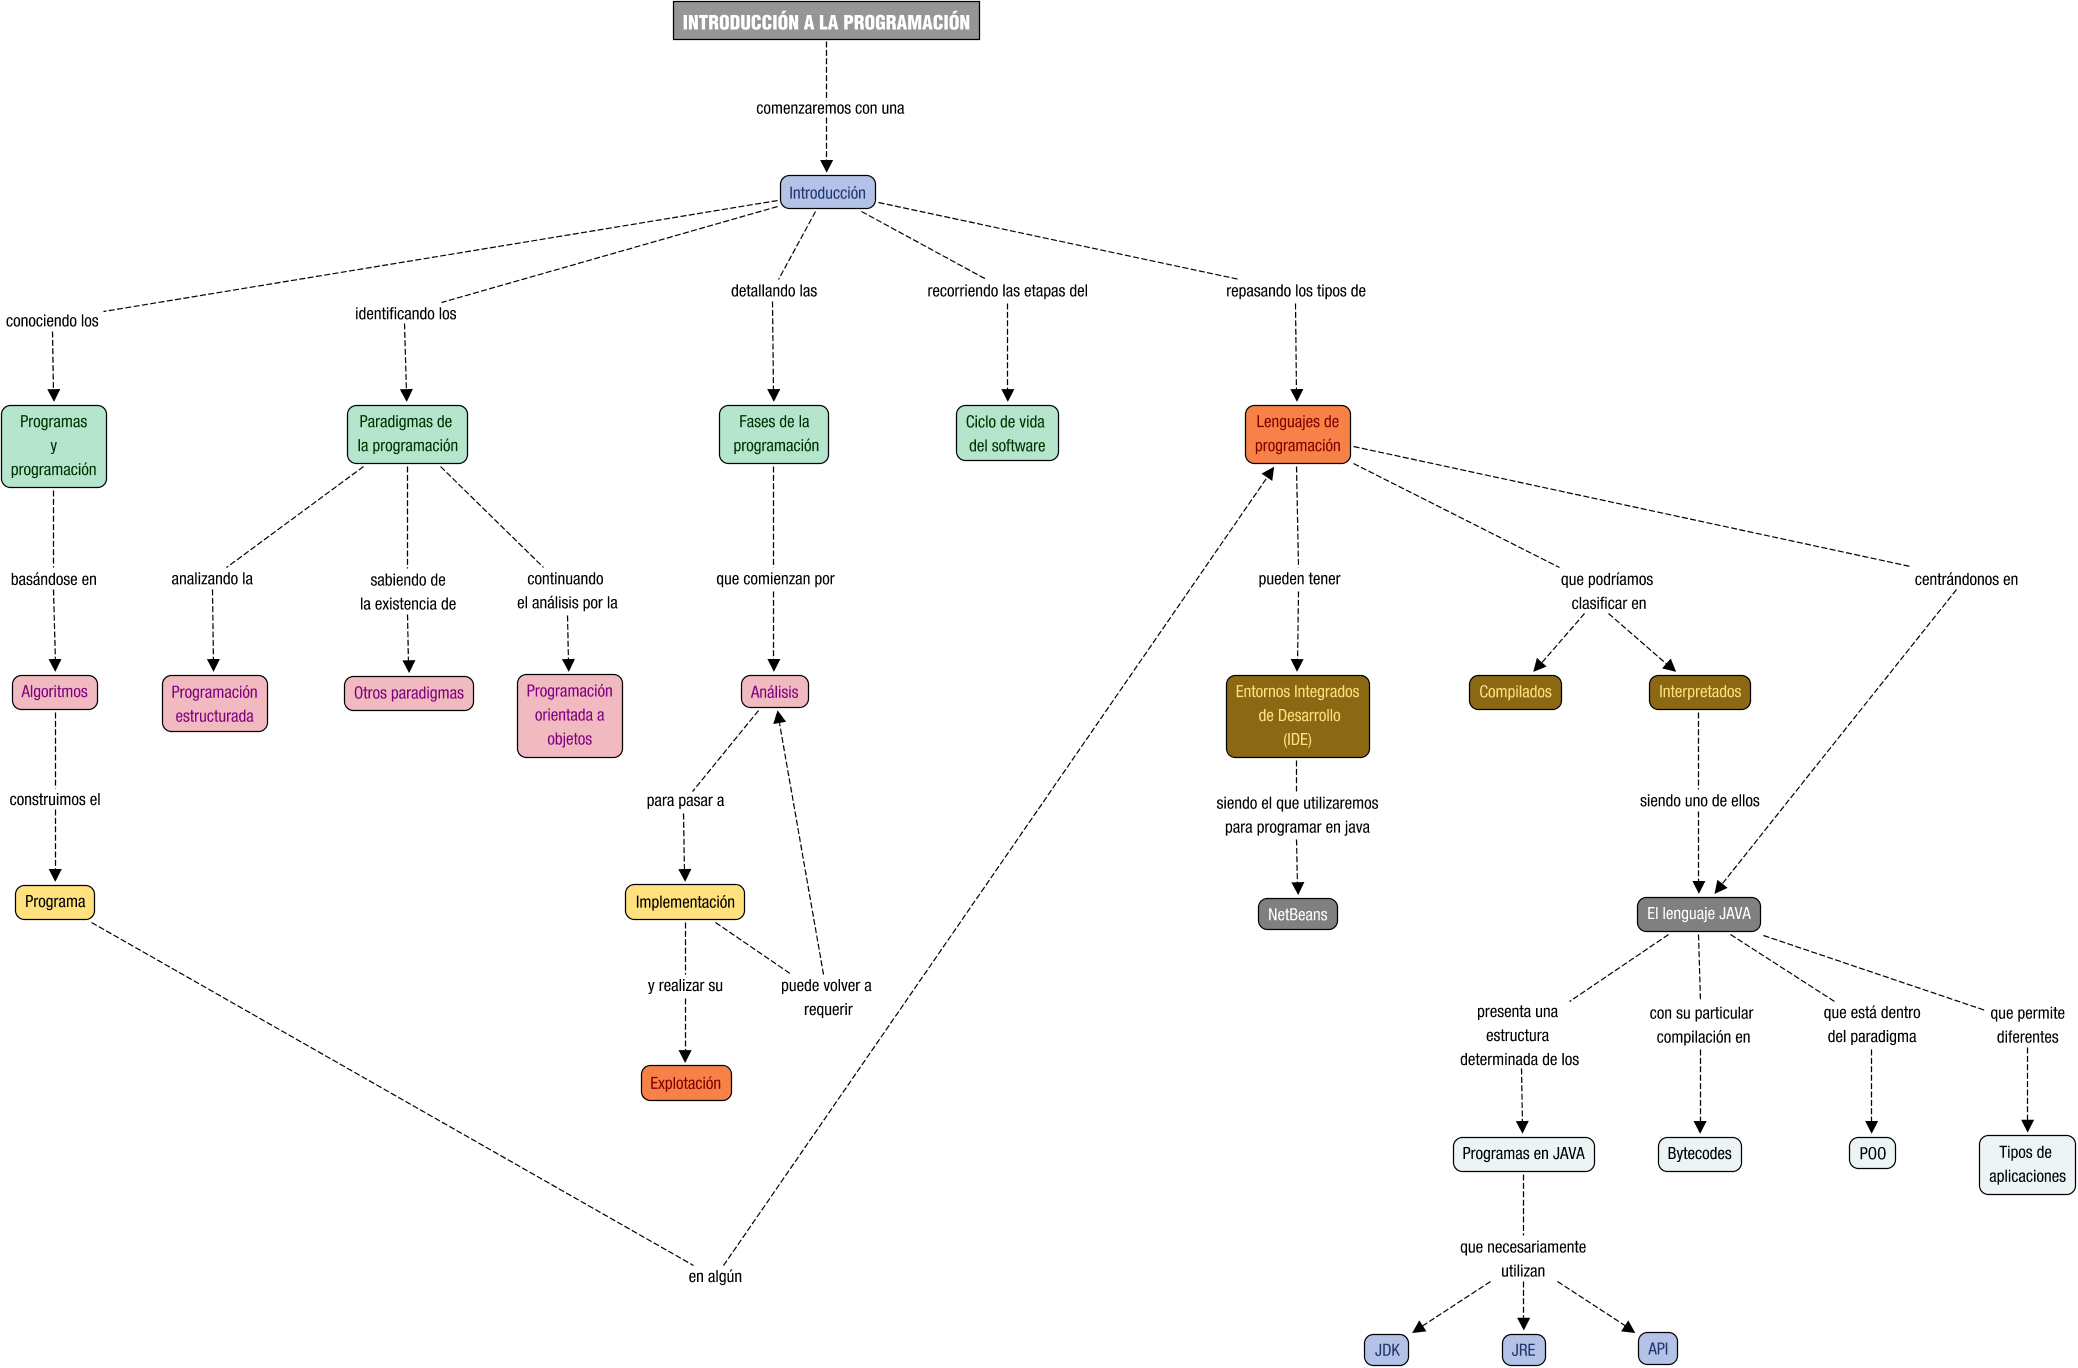 INTRODUCCIÓN A LA PROGRAMACIÓN
comenzaremos con una
Introducción
conociendo los
identificando los
detallando las
recorriendo las etapas del
repasando los tipos de
Programas
y
programación
Paradigmas de
la programación
Fases de la
programación
Ciclo de vida
del software
Lenguajes de
programación
basándose en
analizando la
sabiendo de
la existencia de
continuando
el análisis por la
que comienzan por
pueden tener
que podríamos
clasificar en
centrándonos en
Algoritmos
Programación
estructurada
Otros paradigmas
Programación
orientada a
objetos
Análisis
Entornos Integrados
de Desarrollo
(IDE)
Compilados
Interpretados
construimos el
para pasar a
siendo el que utilizaremos
para programar en java
siendo uno de ellos
Programa
Implementación
NetBeans
El lenguaje JAVA
y realizar su
puede volver a
requerir
presenta una
estructura
determinada de los
con su particular
compilación en
que está dentro
del paradigma
que permite
diferentes
Explotación
Programas en JAVA
Bytecodes
POO
Tipos de
aplicaciones
en algún
que necesariamente
utilizan
JDK
JRE
API